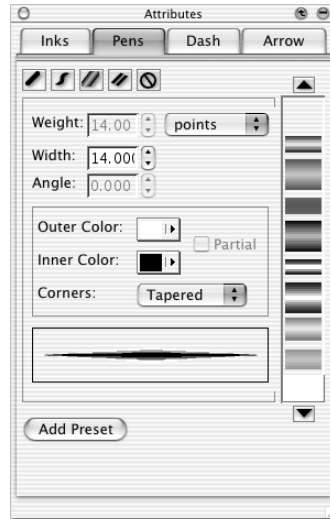 Attributes
Inks Pens Dash Arrow
Weight: 14.00 points
Width: 14.000
Angle: 0.000
Outer Color:
Partial
Inner Color:
Corners: Tapered
Add Preset